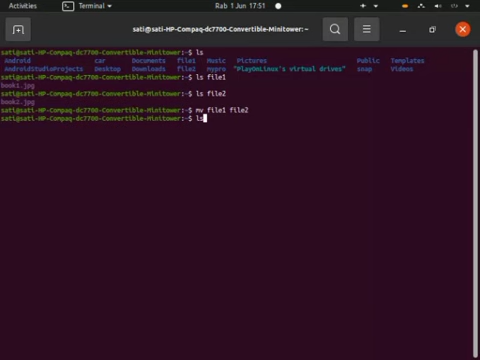 Activities Terminal Rab 1 Jun 17:51
sati@sati-HP-Compaq-dc7700-Convertible-Minitower: ~
sati@sati-HP-Compaq-dc7700-Convertible-Minitower:~$ ls
Android car Documents file1 Pictures Public Templates
AndroidStudioProjects Desktop Downloads file2 mypro "PlayOnLinux's virtual drives" snap Videos
sati@sati-HP-Compaq-dc7700-Convertible-Minitower:~$ ls file1
book1.jpg
sati@sati-HP-Compaq-dc7700-Convertible-Minitower:~$ ls file2
book2.jpg
sati@sati-HP-Compaq-dc7700-Convertible-Minitower:~$ mv file1 file2
sati@sati-HP-Compaq-dc7700-Convertible-Minitower:~$ ls